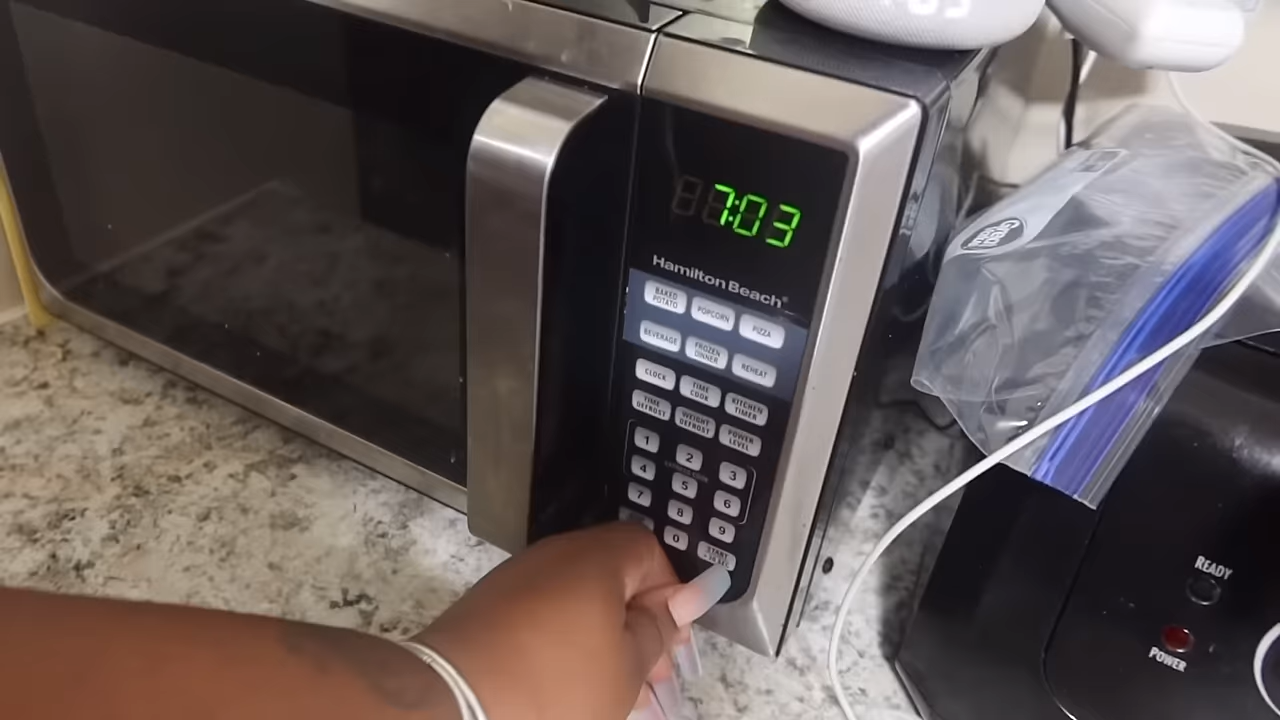 7:03
Hamilton Beach®
BAKED POTATO
POPCORN
PIZZA
BEVERAGE
FROZEN DINNER
REHEAT
CLOCK
TIME COOK
KITCHEN TIMER
TIME DEFROST
WEIGHT DEFROST
POWER LEVEL
1 2 3
4 5 6
7 8 9
0
START
READY
POWER